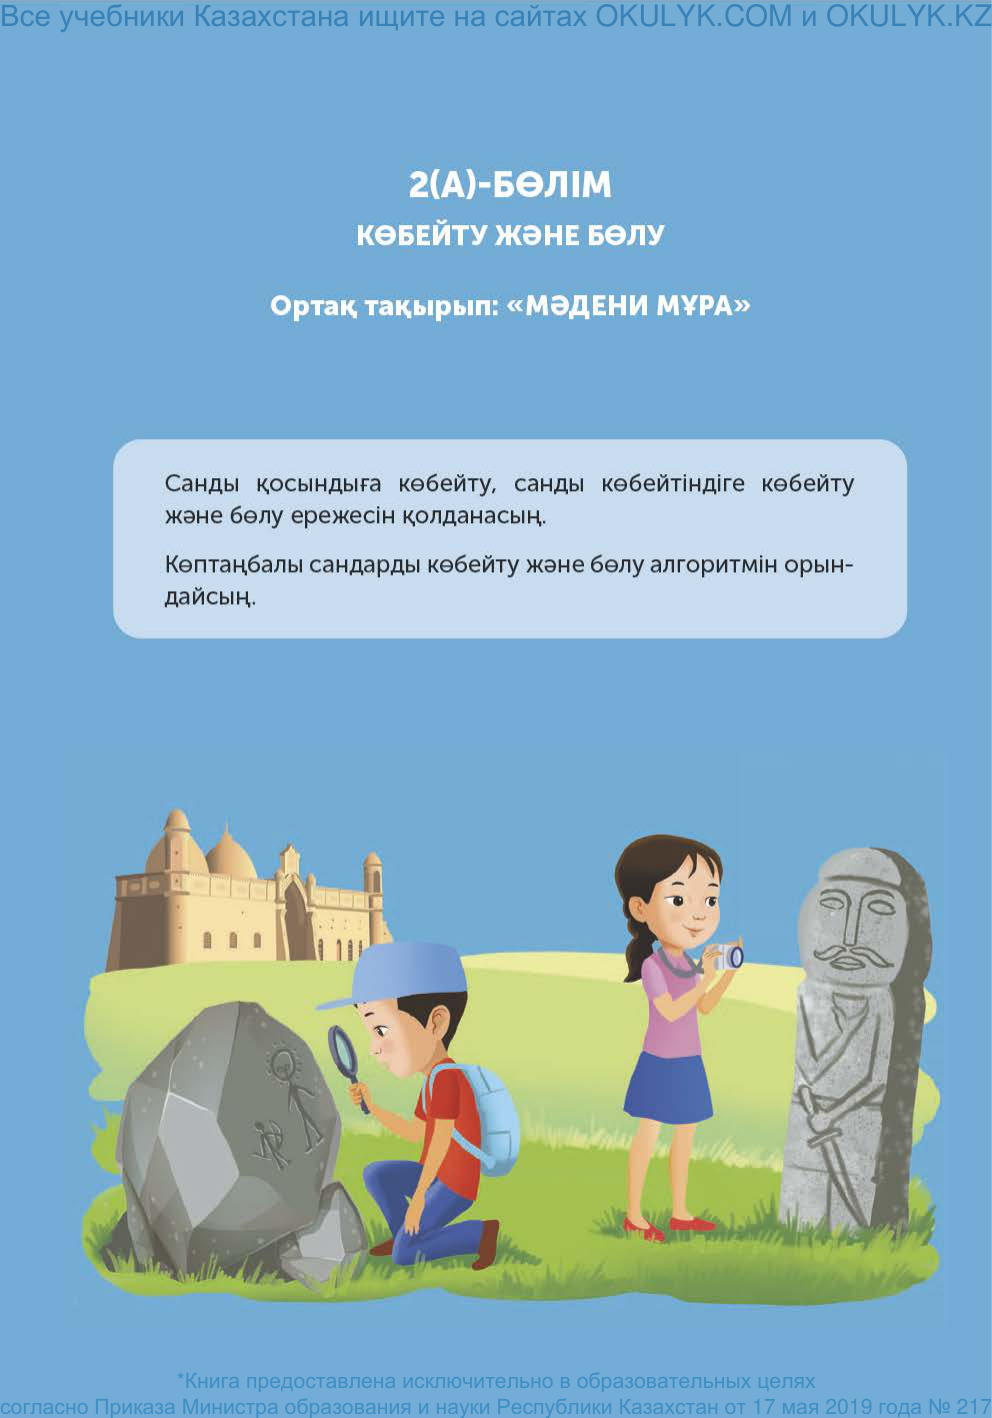 Все учебники Казахстана ищите на сайтах OKULYK.COM и OKULYK.KZ
2(А)-БӨЛІМ
КӨБЕЙТУ ЖӘНЕ БӨЛУ
Ортақ тақырып: «МӘДЕНИ МҰРА»
Санды қосындыға көбейту, санды көбейтіндіге көбейту
және бөлу ережесін қолданасың.
Көптаңбалы сандарды көбейту және бөлу алгоритмін орын-
дайсың.
*Книга предоставлена исключительно в образовательных целях
согласно Приказа Министра образования и науки Республики Казахстан от 17 мая 2019 года № 217